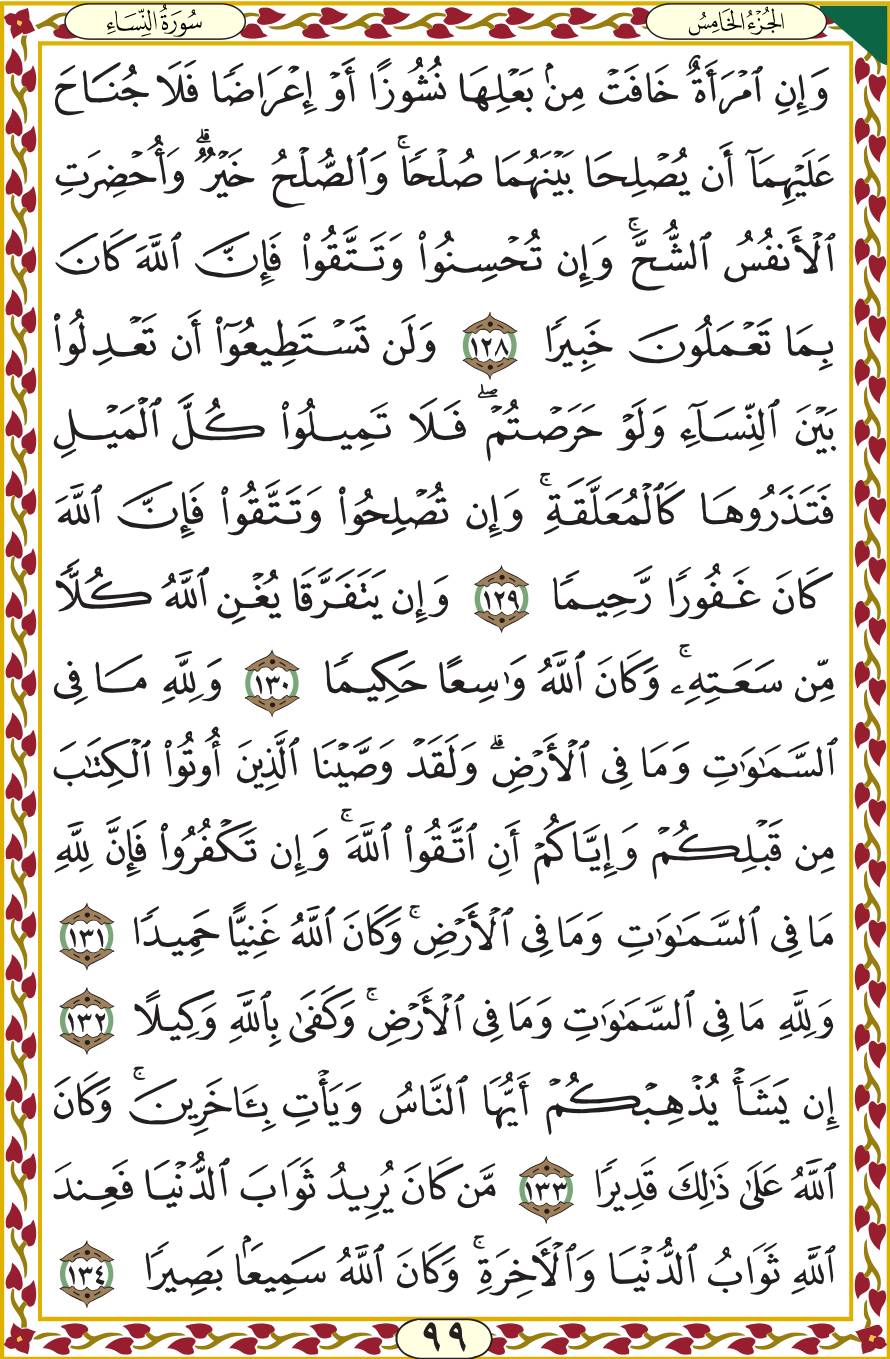 الجُزْءُ الخَامِسُ
سُورَةُ النِّسَاءِ
وَإِنِ ٱمۡرَأَةٌ خَافَتۡ مِنۢ بَعۡلِهَا نُشُوزًا أَوۡ إِعۡرَاضٗا فَلَا جُنَاحَ
عَلَيۡهِمَآ أَن يُصۡلِحَا بَيۡنَهُمَا صُلۡحٗاۚ وَٱلصُّلۡحُ خَيۡرٞۗ وَأُحۡضِرَتِ
ٱلۡأَنفُسُ ٱلشُّحَّۚ وَإِن تُحۡسِنُواْ وَتَتَّقُواْ فَإِنَّ ٱللَّهَ كَانَ
بِمَا تَعۡمَلُونَ خَبِيرٗا ١٢٨ وَلَن تَسۡتَطِيعُوٓاْ أَن تَعۡدِلُواْ
بَيۡنَ ٱلنِّسَآءِ وَلَوۡ حَرَصۡتُمۡۖ فَلَا تَمِيلُواْ كُلَّ ٱلۡمَيۡلِ
فَتَذَرُوهَا كَٱلۡمُعَلَّقَةِۚ وَإِن تُصۡلِحُواْ وَتَتَّقُواْ فَإِنَّ ٱللَّهَ
كَانَ غَفُورٗا رَّحِيمٗا ١٢٩ وَإِن يَتَفَرَّقَا يُغۡنِ ٱللَّهُ كُلّٗا
مِّن سَعَتِهِۦۚ وَكَانَ ٱللَّهُ وَٰسِعًا حَكِيمٗا ١٣٠ وَلِلَّهِ مَا فِي
ٱلسَّمَٰوَٰتِ وَمَا فِي ٱلۡأَرۡضِۗ وَلَقَدۡ وَصَّيۡنَا ٱلَّذِينَ أُوتُواْ ٱلۡكِتَٰبَ
مِن قَبۡلِكُمۡ وَإِيَّاكُمۡ أَنِ ٱتَّقُواْ ٱللَّهَۚ وَإِن تَكۡفُرُواْ فَإِنَّ لِلَّهِ
مَا فِي ٱلسَّمَٰوَٰتِ وَمَا فِي ٱلۡأَرۡضِۚ وَكَانَ ٱللَّهُ غَنِيًّا حَمِيدٗا ١٣١
وَلِلَّهِ مَا فِي ٱلسَّمَٰوَٰتِ وَمَا فِي ٱلۡأَرۡضِۚ وَكَفَىٰ بِٱللَّهِ وَكِيلًا ١٣٢
إِن يَشَأۡ يُذۡهِبۡكُمۡ أَيُّهَا ٱلنَّاسُ وَيَأۡتِ بِـَٔاخَرِينَۚ وَكَانَ
ٱللَّهُ عَلَىٰ ذَٰلِكَ قَدِيرٗا ١٣٣ مَّن كَانَ يُرِيدُ ثَوَابَ ٱلدُّنۡيَا فَعِندَ
ٱللَّهِ ثَوَابُ ٱلدُّنۡيَا وَٱلۡأٓخِرَةِۚ وَكَانَ ٱللَّهُ سَمِيعَۢا بَصِيرٗا ١٣٤
٩٩